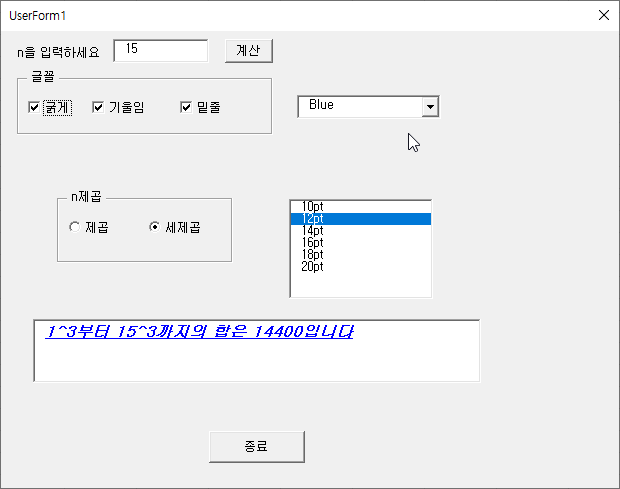 UserForm1
n을 입력하세요 15 계산
글꼴
굵게 기울임 밑줄
Blue
n제곱
제곱 세제곱
10pt
12pt
14pt
16pt
18pt
20pt
1^3부터 15^3까지의 합은 14400입니다
종료